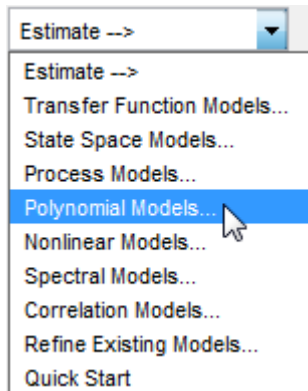 Estimate -->
Estimate -->
Transfer Function Models...
State Space Models...
Process Models...
Polynomial Models...
Nonlinear Models...
Spectral Models...
Correlation Models...
Refine Existing Models...
Quick Start